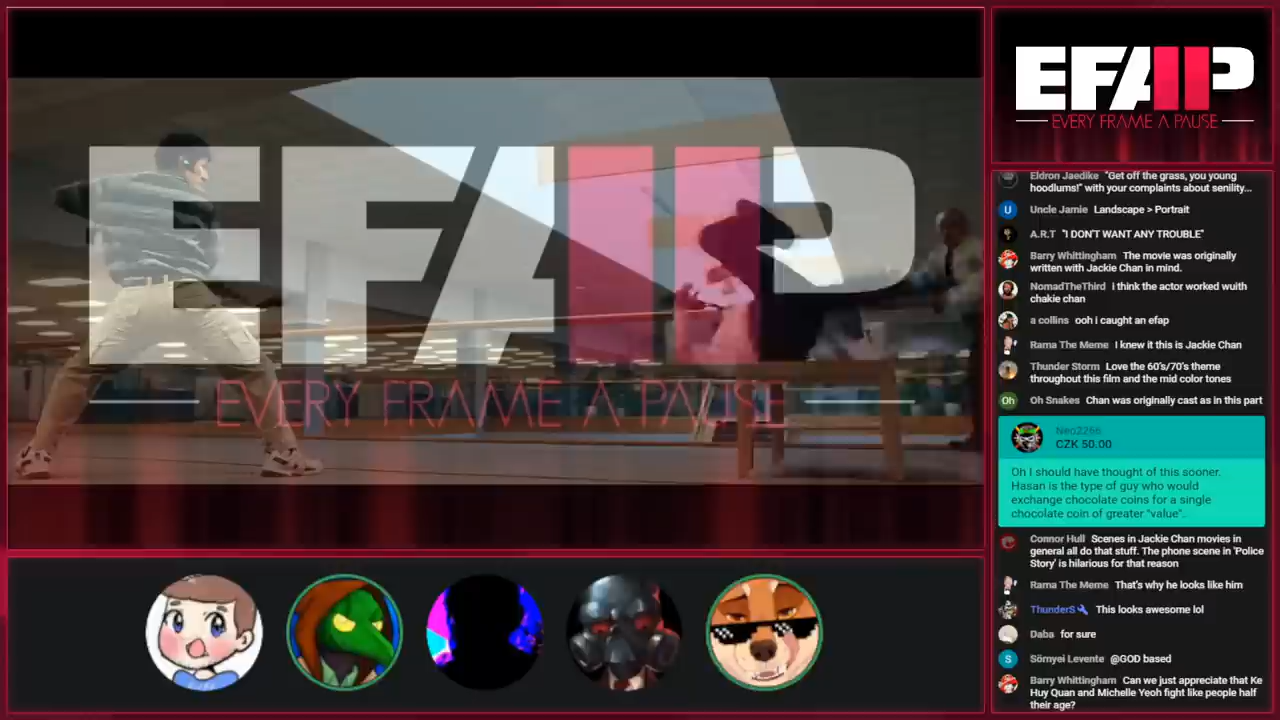 EFAP
EVERY FRAME A PAUSE
EFAP
EVERY FRAME A PAUSE
Eldron Jaedike "Get off the grass, you young
hoodlums!" with your complaints about senility...
U
Uncle Jamie Landscape > Portrait
A.R.T "I DON'T WANT ANY TROUBLE"
Barry Whittingham The movie was originally
written with Jackie Chan in mind.
NomadTheThird i think the actor worked wuith
chakie chan
a collins ooh i caught an efap
Rama The Meme I knew it this is Jackie Chan
Thunder Storm Love the 60's/70's theme
throughout this film and the mid color tones
Oh
Oh Snakes Chan was originally cast as in this part
Neo2266
CZK 50.00
Oh I should have thought of this sooner.
Hasan is the type of guy who would
exchange chocolate coins for a single
chocolate coin of greater "value"..
Connor Hull Scenes in Jackie Chan movies in
general all do that stuff. The phone scene in 'Police
Story' is hilarious for that reason
Rama The Meme That's why he looks like him
ThunderS This looks awesome lol
Daba for sure
S
Sörnyei Levente @GOD based
Barry Whittingham Can we just appreciate that Ke
Huy Quan and Michelle Yeoh fight like people half
their age?